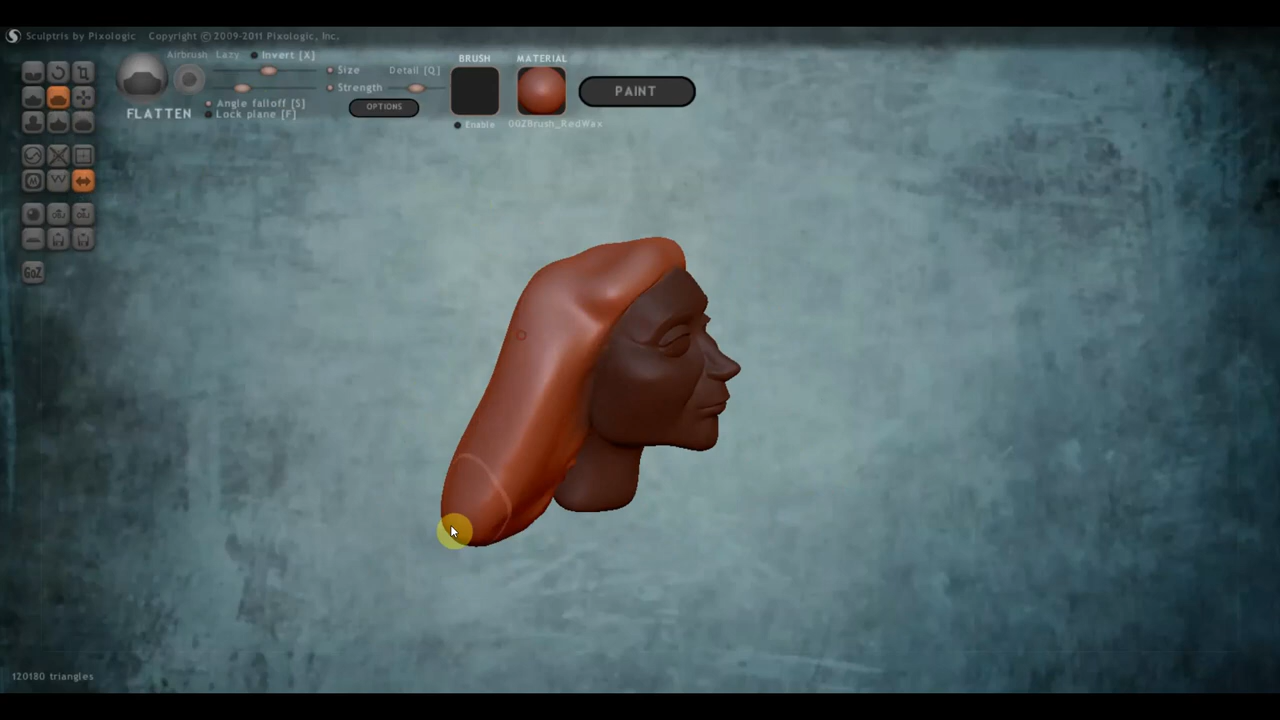 Sculptris by Pixologic Copyright ©2009-2011 Pixologic, Inc.
Airbrush Lazy Invert [X]
BRUSH MATERIAL
Size Detail [Q]
Strength
PAINT
Angle falloff [S]
OPTIONS
FLATTEN Lock plane [F]
Enable 00ZBrush_RedWax
GoZ
120180 triangles